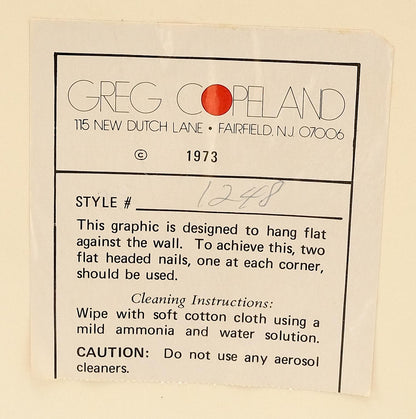 GREG COPELAND
115 NEW DUTCH LANE • FAIRFIELD, NJ 07006
© 1973
STYLE # 1248
This graphic is designed to hang flat
against the wall. To achieve this, two
flat headed nails, one at each corner,
should be used.
Cleaning Instructions:
Wipe with soft cotton cloth using a
mild ammonia and water solution.
CAUTION: Do not use any aerosol
cleaners.